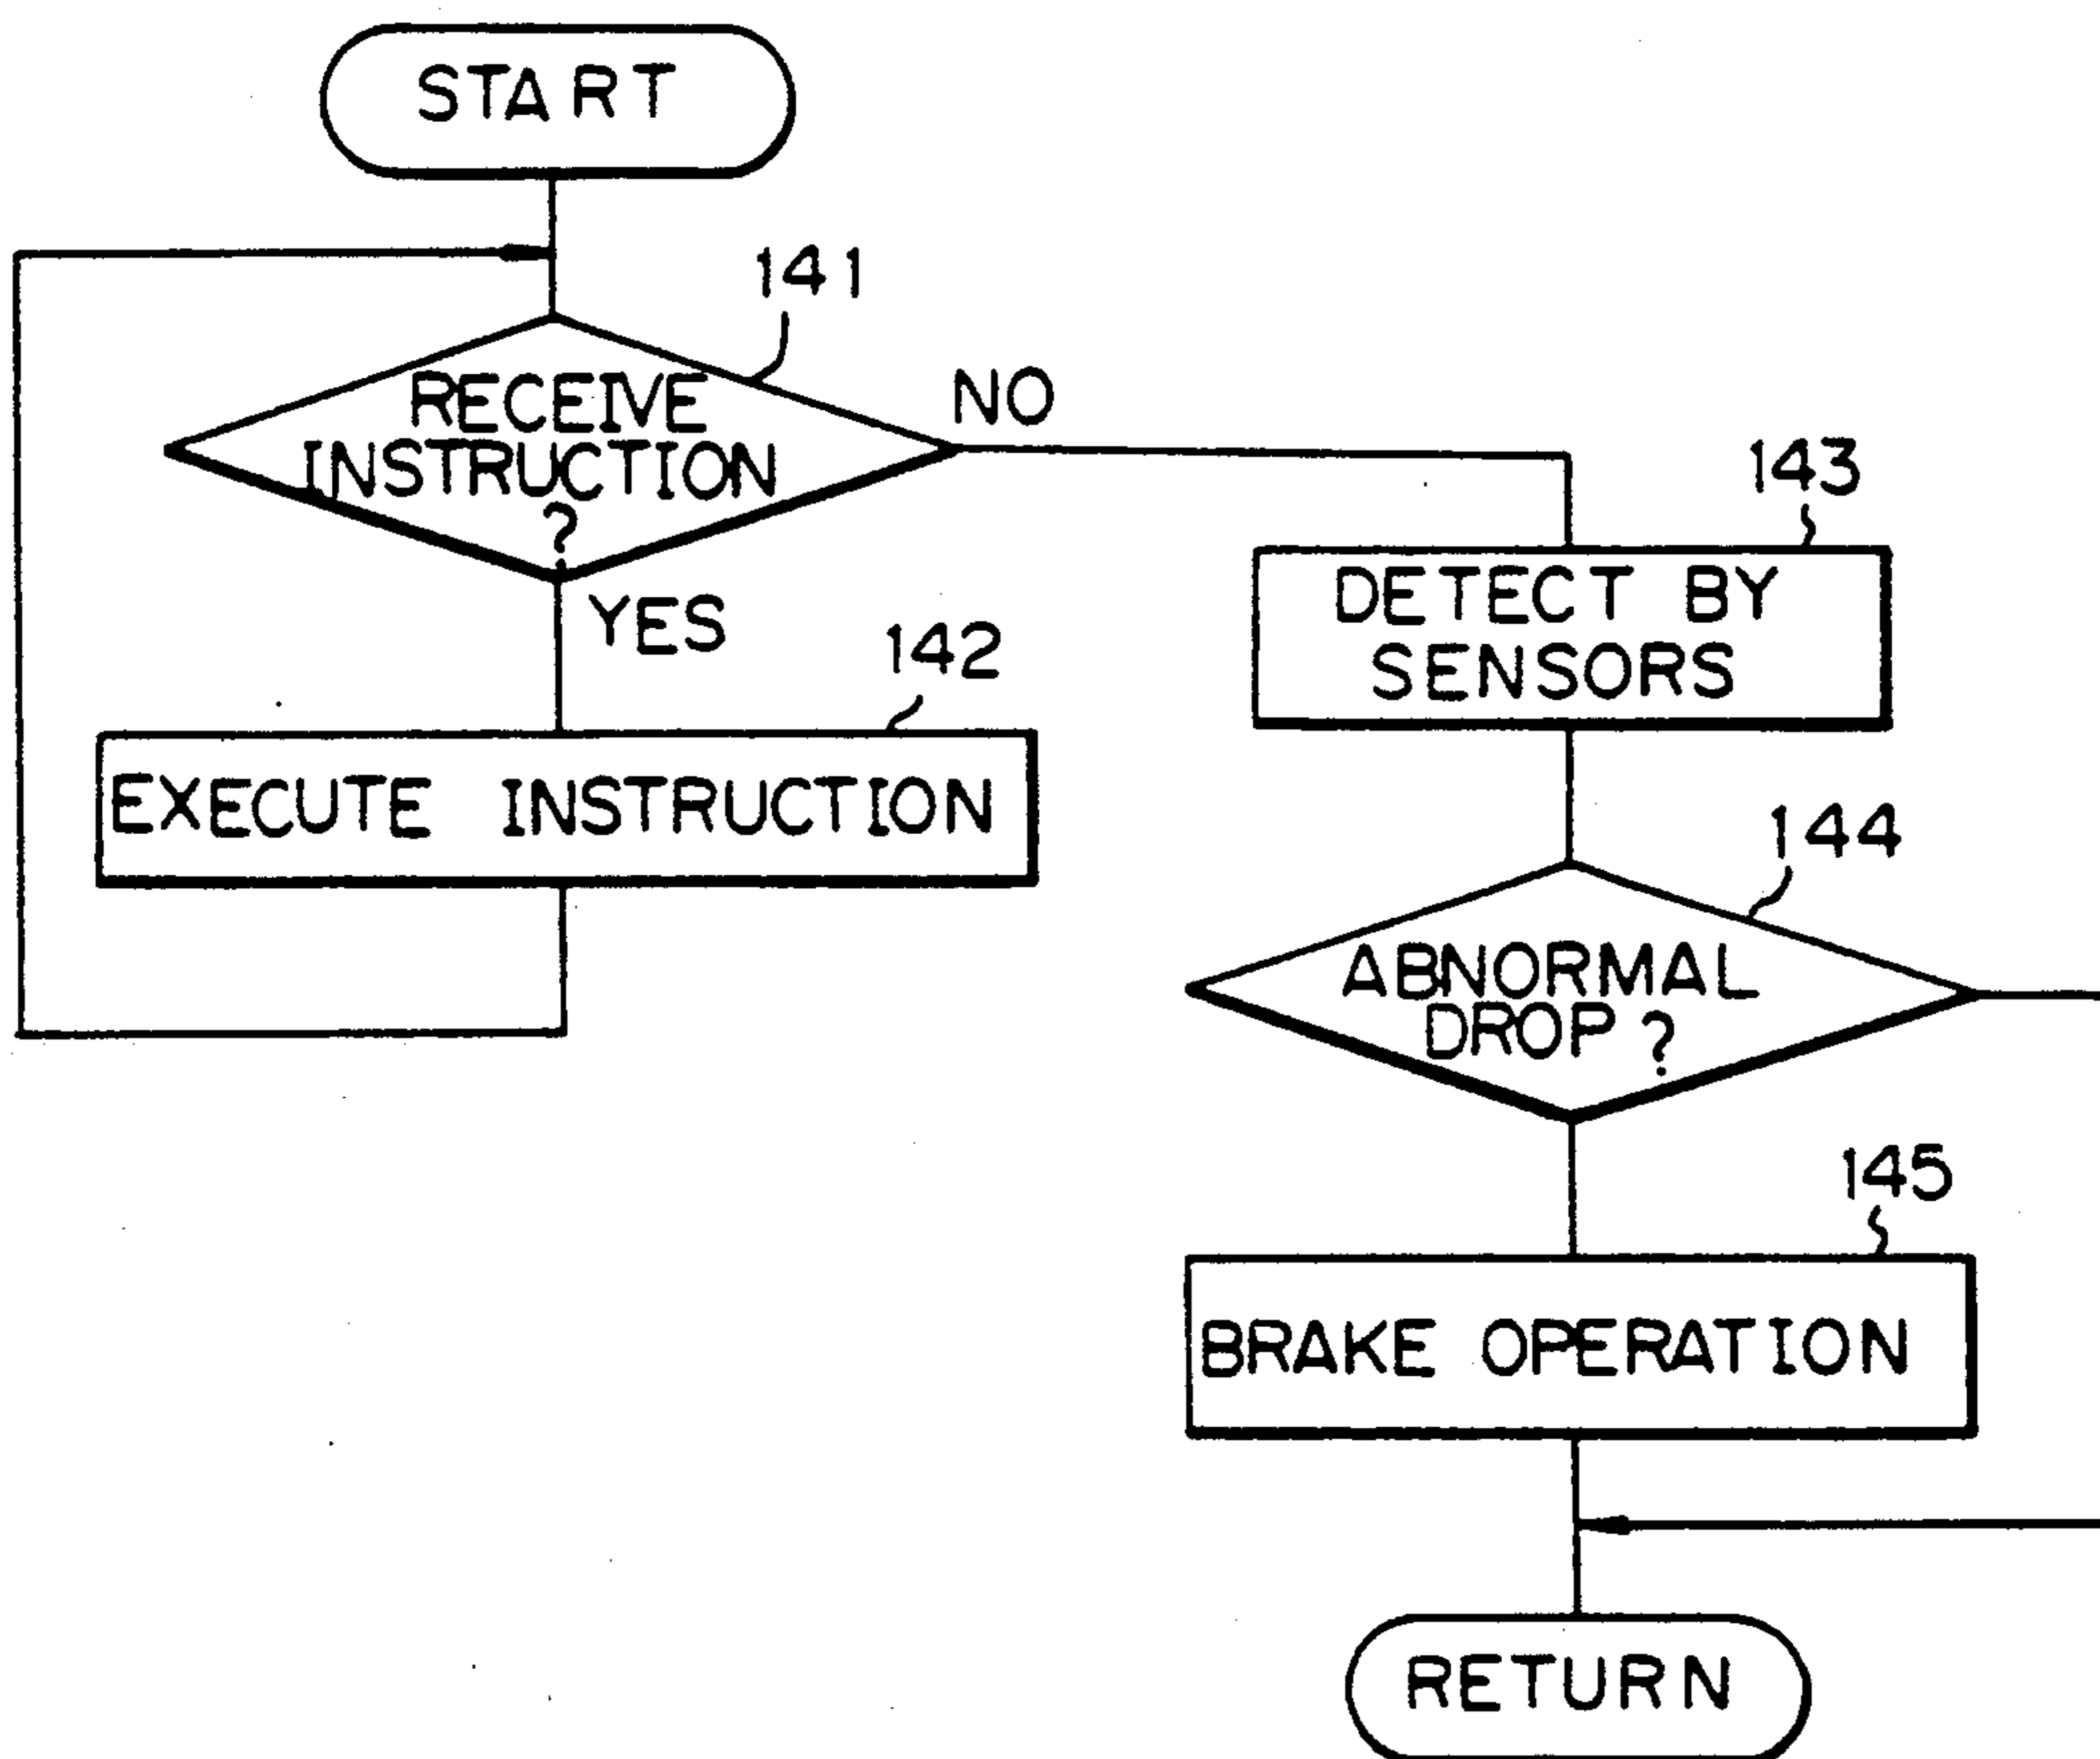 START
141
RECEIVE
INSTRUCTION
?
NO
YES
142
EXECUTE INSTRUCTION
143
DETECT BY
SENSORS
144
ABNORMAL
DROP ?
145
BRAKE OPERATION
RETURN